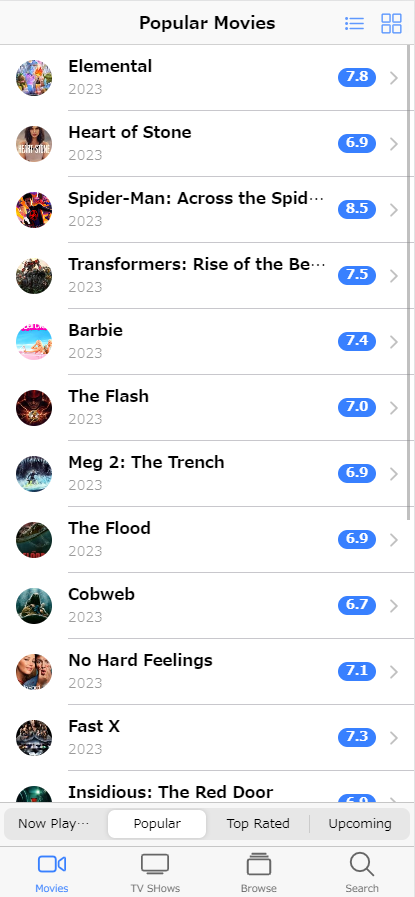 Popular Movies
Elemental
2023
7.8
Heart of Stone
2023
6.9
Spider-Man: Across the Spid···
2023
8.5
Transformers: Rise of the Be···
2023
7.5
Barbie
2023
7.4
The Flash
2023
7.0
Meg 2: The Trench
2023
6.9
The Flood
2023
6.9
Cobweb
2023
6.7
No Hard Feelings
2023
7.1
Fast X
2023
7.3
Insidious: The Red Door
6.9
Now Play···
Popular
Top Rated
Upcoming
Movies
TV SHows
Browse
Search